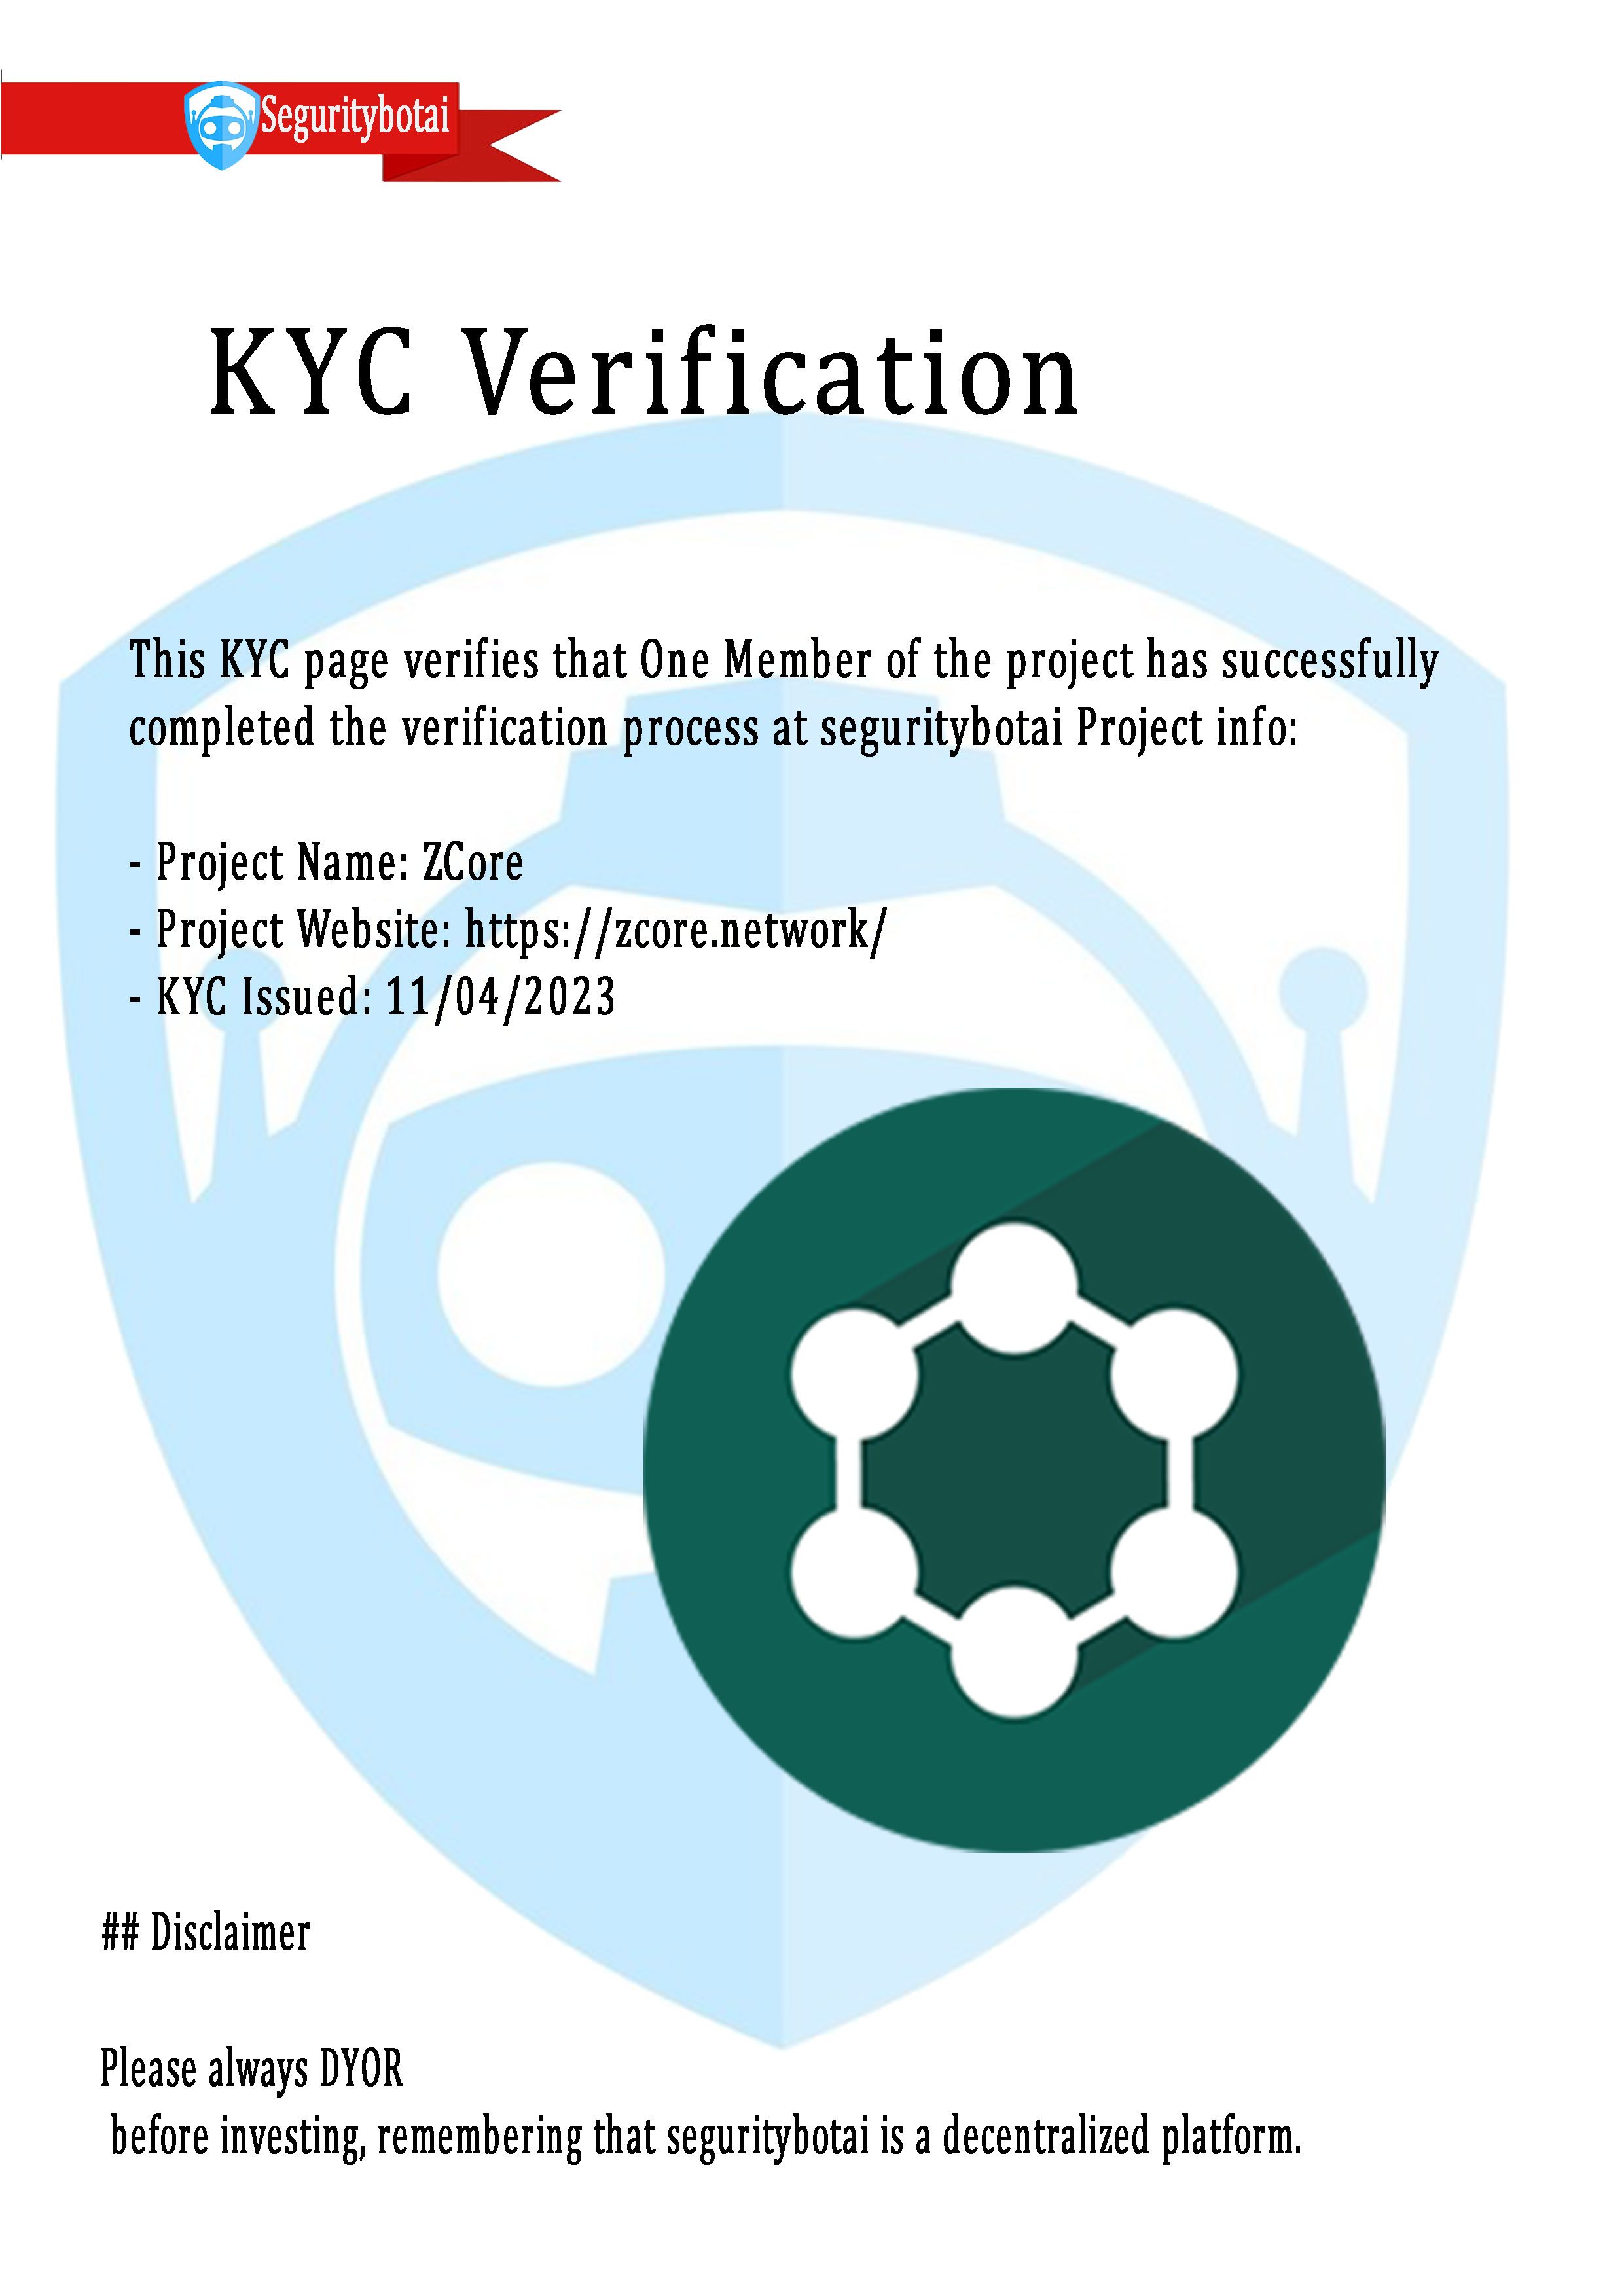 Seguritybotai
KYC Verification
This KYC page verifies that One Member of the project has successfully
completed the verification process at seguritybotai Project info:
- Project Name: ZCore
- Project Website: https://zcore.network/
- KYC Issued: 11/04/2023
## Disclaimer
Please always DYOR
before investing, remembering that seguritybotai is a decentralized platform.